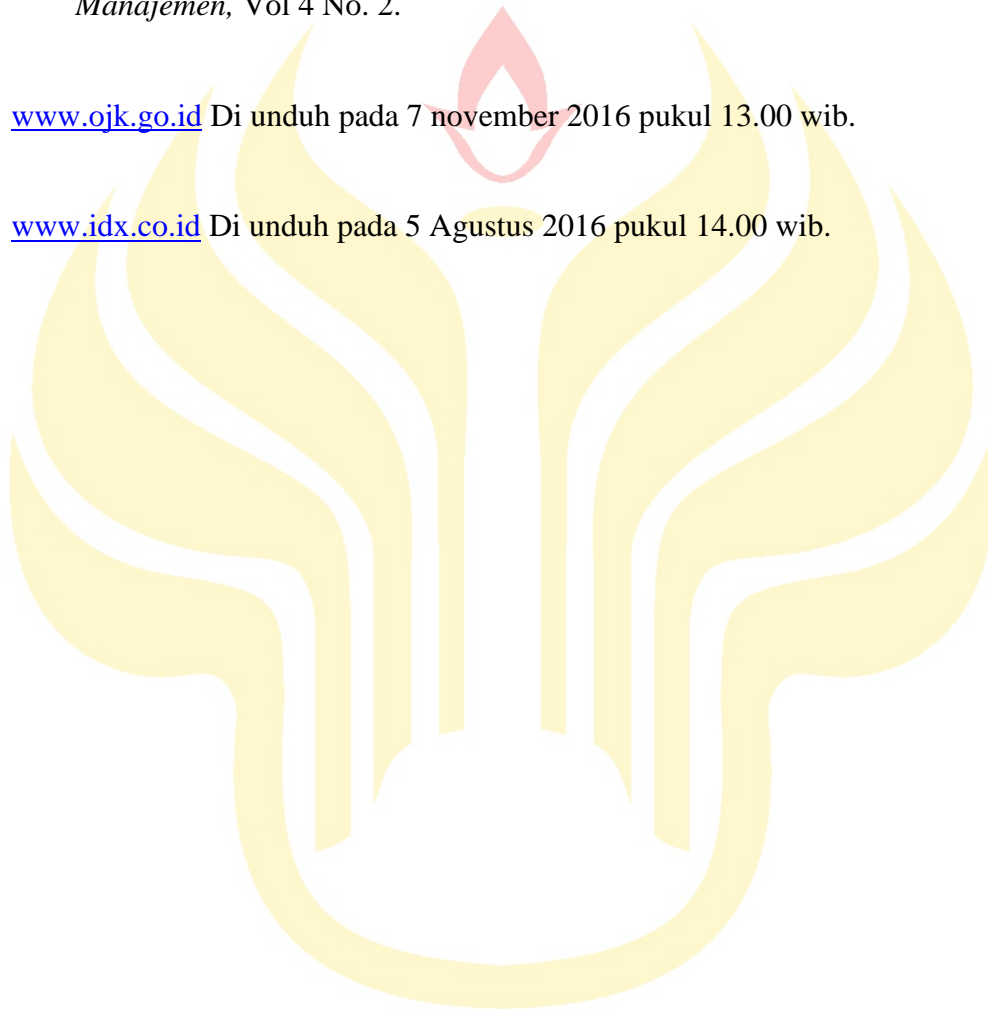 Manajemen, Vol 4 No. 2.
www.ojk.go.id Di unduh pada 7 november 2016 pukul 13.00 wib.
www.idx.co.id Di unduh pada 5 Agustus 2016 pukul 14.00 wib.